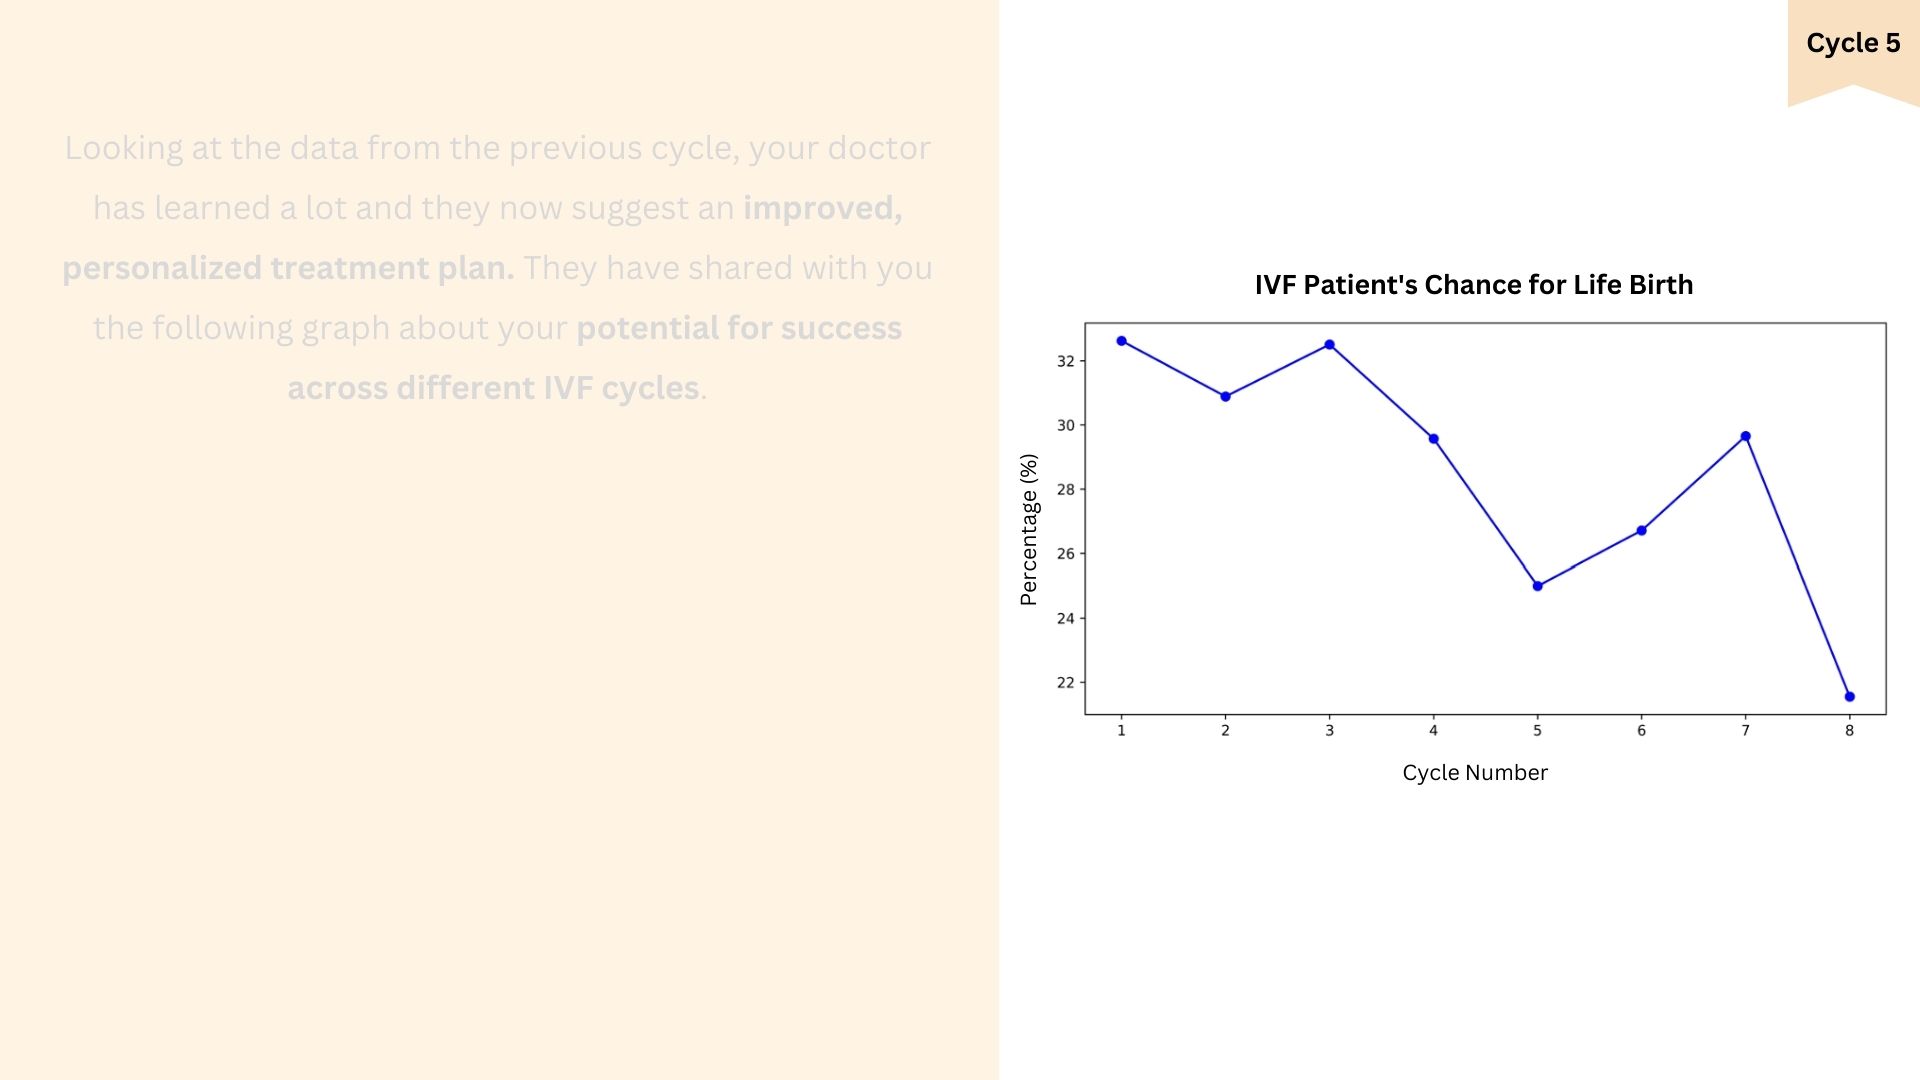 Cycle 5
Looking at the data from the previous cycle, your doctor
has learned a lot and they now suggest an improved,
personalized treatment plan. They have shared with you
the following graph about your potential for success
across different IVF cycles.
IVF Patient's Chance for Life Birth
Percentage (%)
32
30
28
26
24
22
1 2 3 4 5 6 7 8
Cycle Number